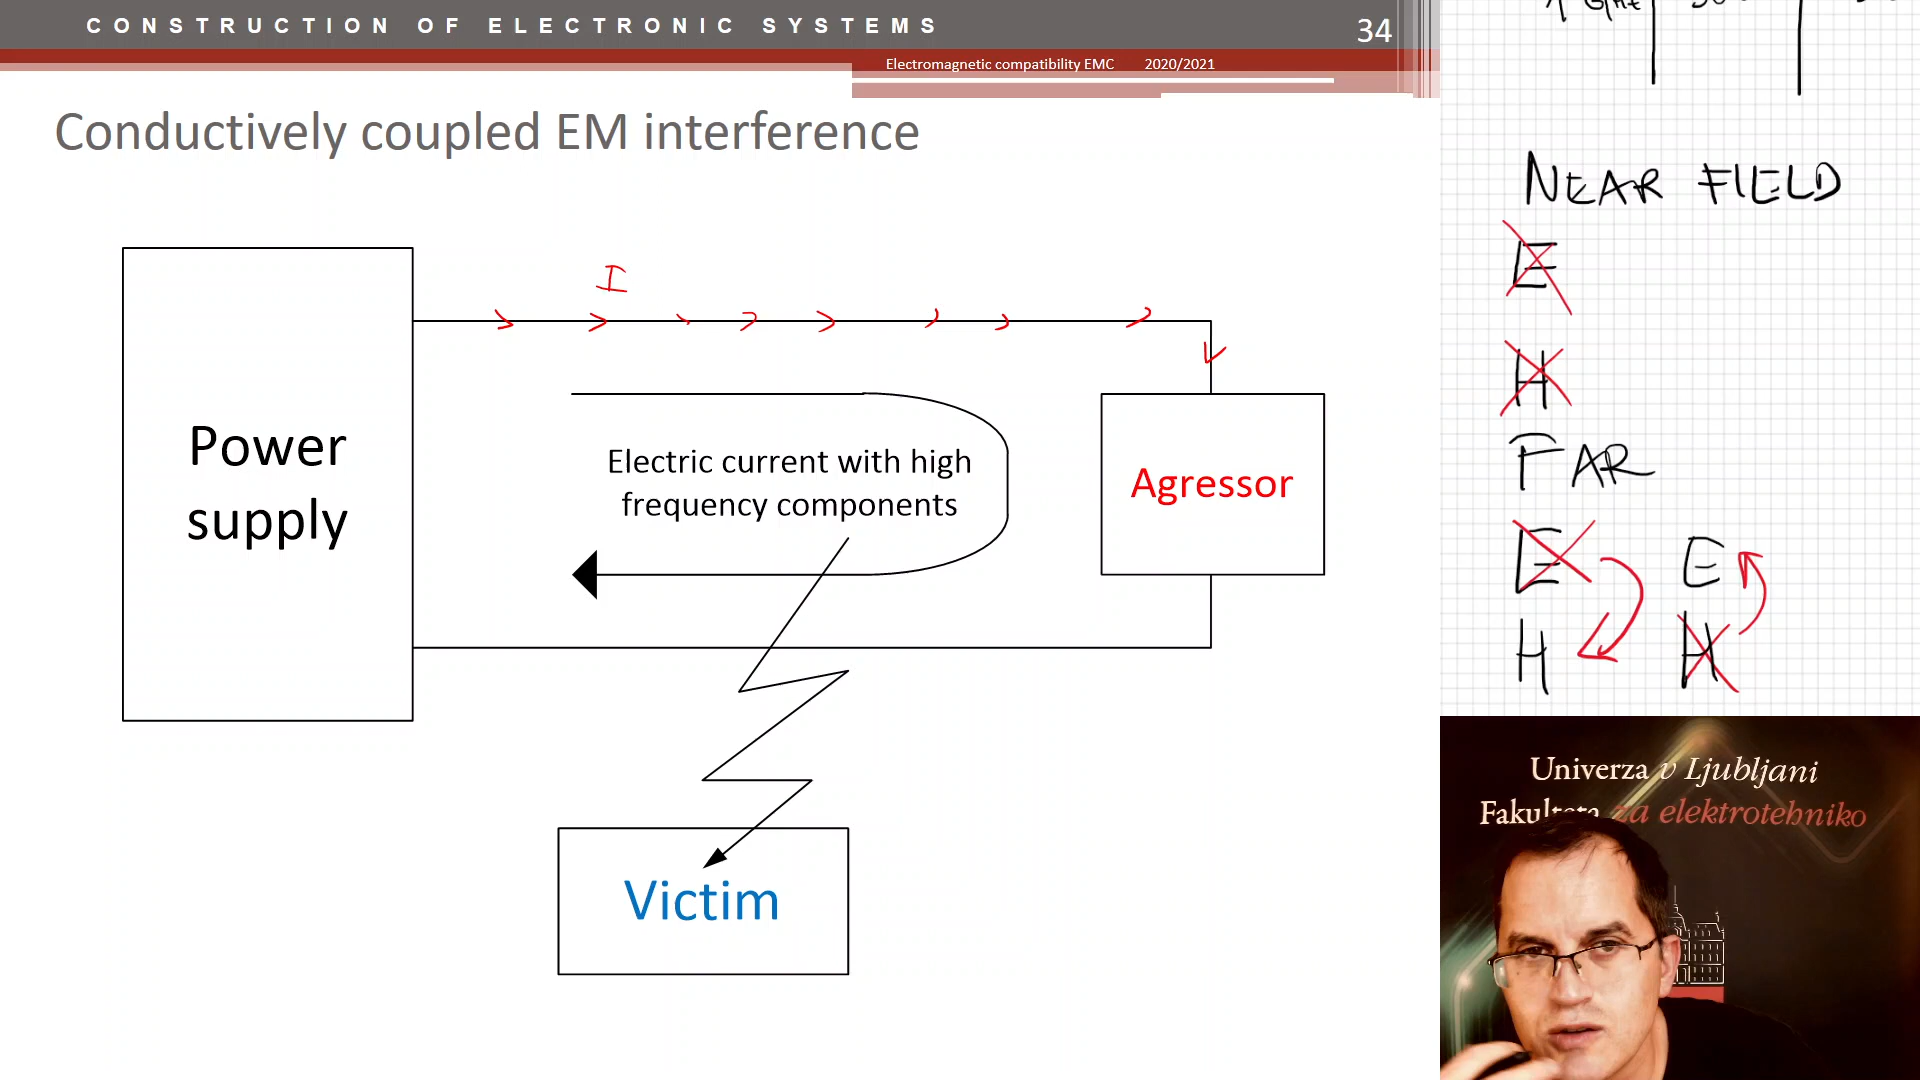 CONSTRUCTION OF ELECTRONIC SYSTEMS
34
Electromagnetic compatibility EMC 2020/2021
Conductively coupled EM interference
I
Power
supply
Electric current with high
frequency components
Agressor
Victim
NEAR FIELD
E
H
FAR
E E
H H
Univerza v Ljubljani
Fakulteta za elektrotehniko